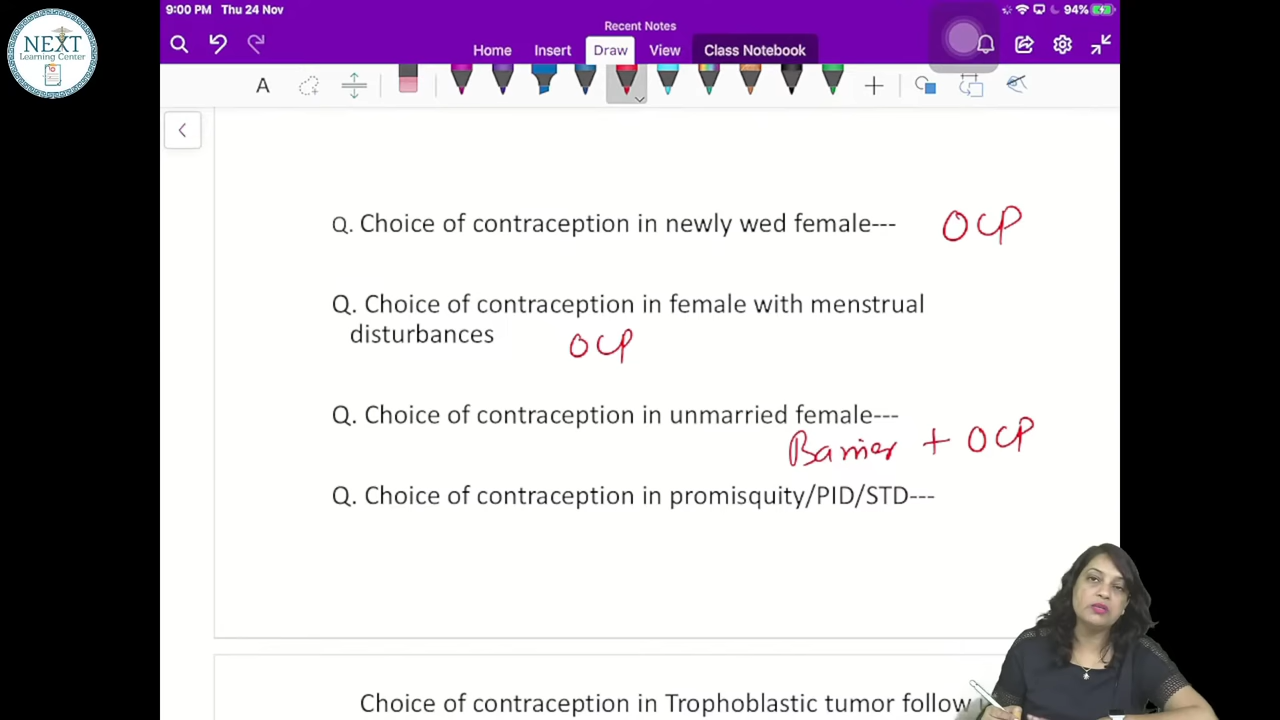 9:00 PM Thu 24 Nov
Recent Notes
94%
NEXT
Learning Center
Home Insert Draw View Class Notebook
A
Q. Choice of contraception in newly wed female--- OCP
Q. Choice of contraception in female with menstrual
disturbances OCP
Q. Choice of contraception in unmarried female---
Barrier + OCP
Q. Choice of contraception in promisquity/PID/STD---
Choice of contraception in Trophoblastic tumor follow